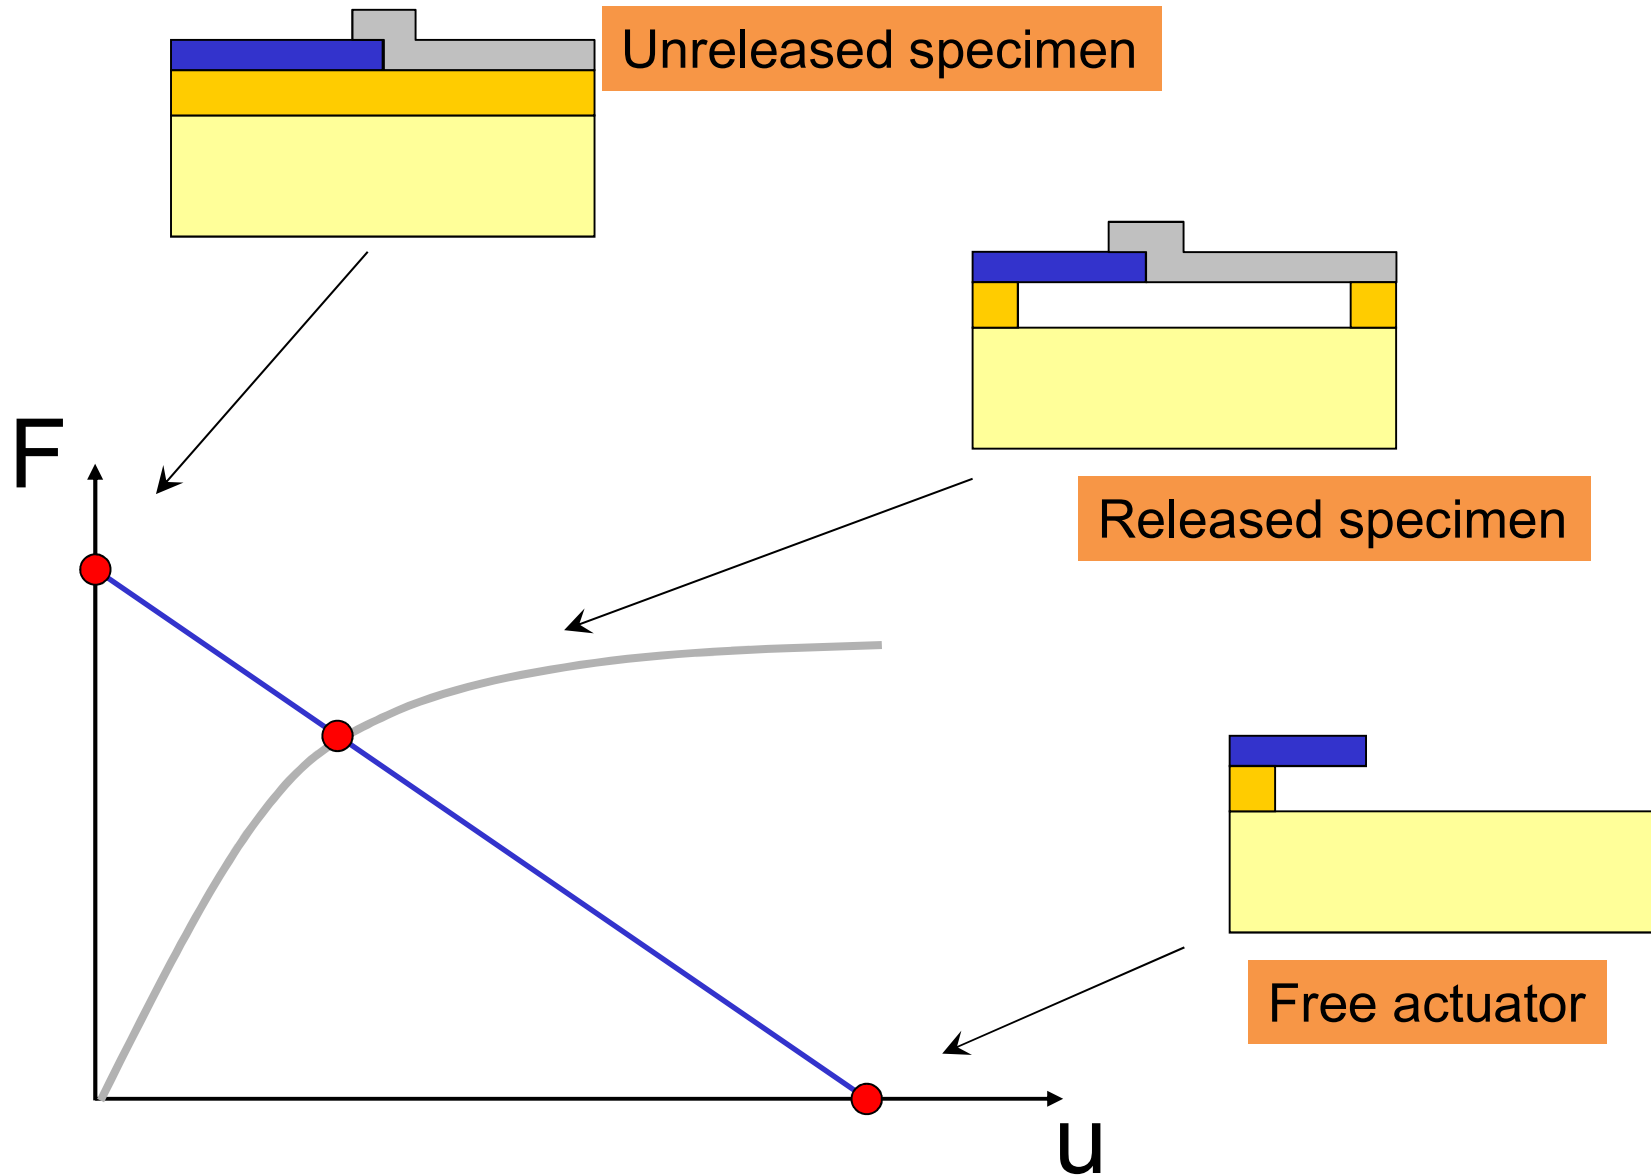 Unreleased specimen
F
Released specimen
Free actuator
u